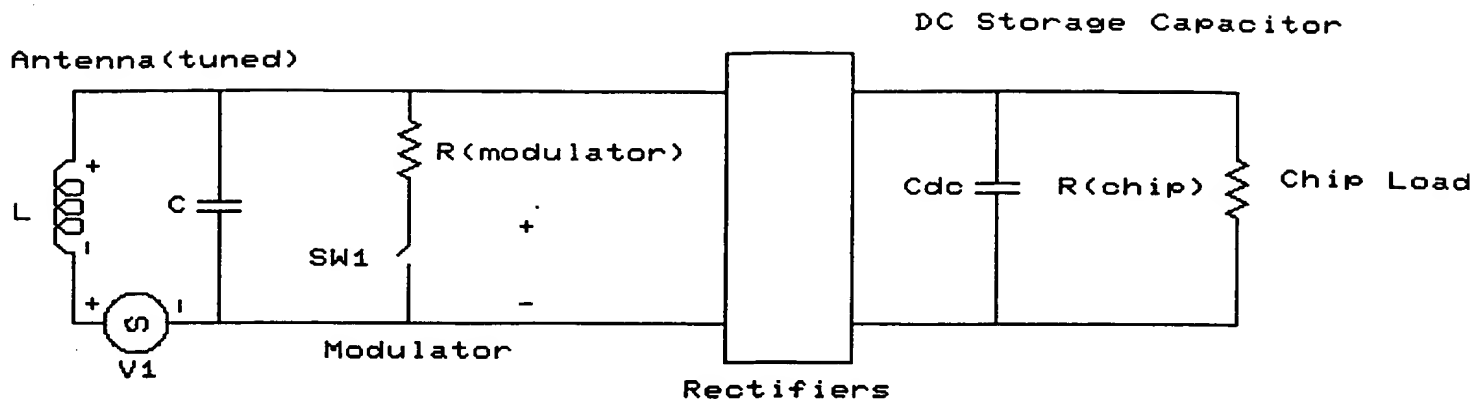 DC Storage Capacitor
Antenna(tuned)
+
R(modulator)
L
C
Cdc
R(chip)
Chip Load
-
SW1
+
-
+
-
S
V1
Modulator
Rectifiers